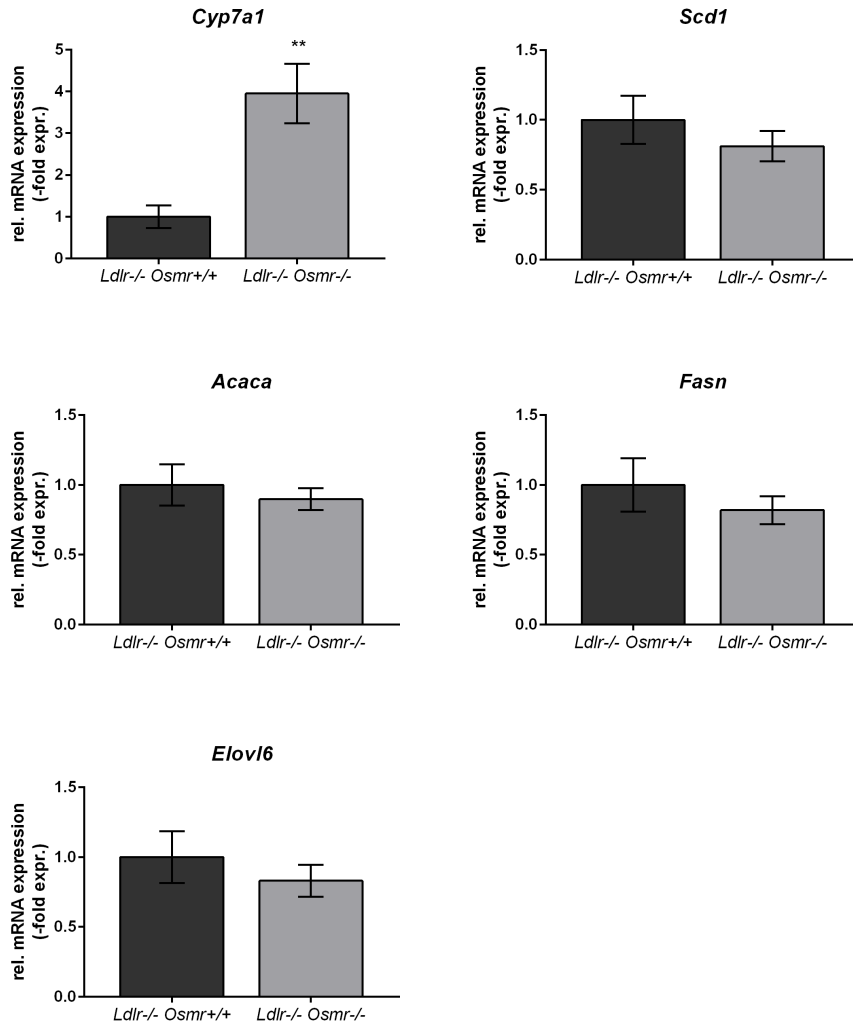 Cyp7a1
**
rel. mRNA expression
(-fold expr.)
5
4
3
2
1
0
Ldlr-/- Osmr+/+ Ldlr-/- Osmr-/-
Scd1
rel. mRNA expression
(-fold expr.)
1.5
1.0
0.5
0.0
Ldlr-/- Osmr+/+ Ldlr-/- Osmr-/-
Acaca
rel. mRNA expression
(-fold expr.)
1.5
1.0
0.5
0.0
Ldlr-/- Osmr+/+ Ldlr-/- Osmr-/-
Fasn
rel. mRNA expression
(-fold expr.)
1.5
1.0
0.5
0.0
Ldlr-/- Osmr+/+ Ldlr-/- Osmr-/-
Elovl6
rel. mRNA expression
(-fold expr.)
1.5
1.0
0.5
0.0
Ldlr-/- Osmr+/+ Ldlr-/- Osmr-/-